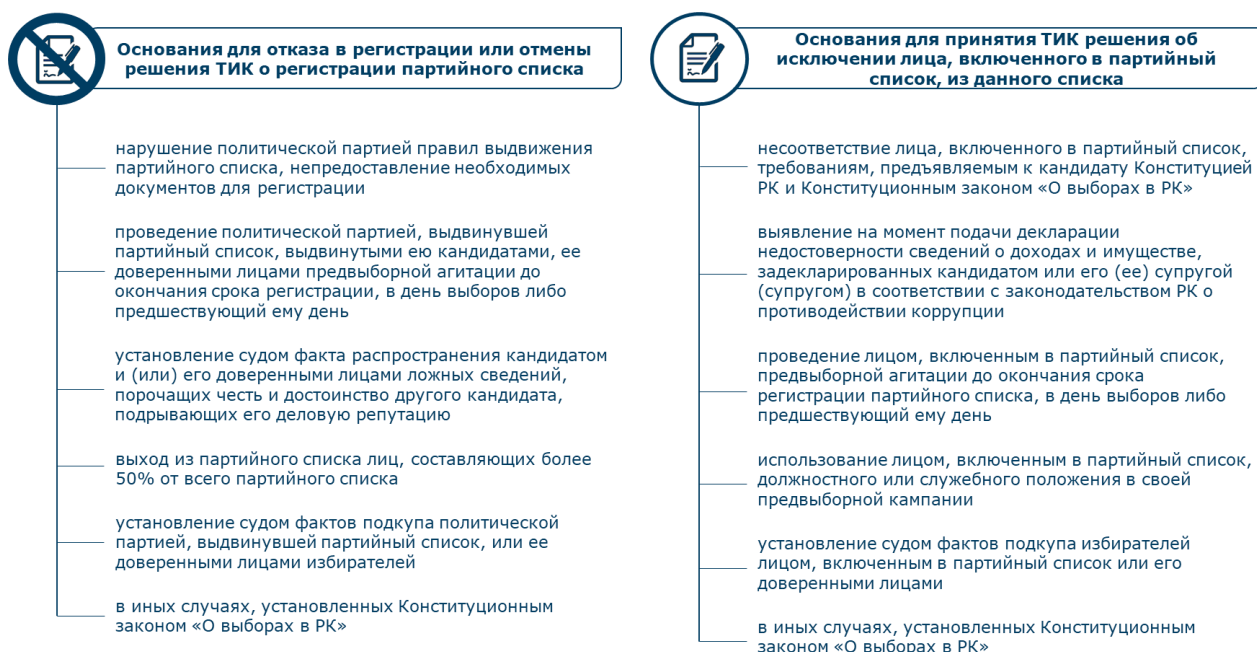 Основания для отказа в регистрации или отмены
решения ТИК о регистрации партийного списка
нарушение политической партией правил выдвижения
партийного списка, непредоставление необходимых
документов для регистрации
проведение политической партией, выдвинувшей
партийный список, выдвинутыми ею кандидатами, ее
доверенными лицами предвыборной агитации до
окончания срока регистрации, в день выборов либо
предшествующий ему день
установление судом факта распространения кандидатом
и (или) его доверенными лицами ложных сведений,
порочащих честь и достоинство другого кандидата,
подрывающих его деловую репутацию
выход из партийного списка лиц, составляющих более
50% от всего партийного списка
установление судом фактов подкупа политической
партией, выдвинувшей партийный список, или ее
доверенными лицами избирателей
в иных случаях, установленных Конституционным
законом «О выборах в РК»
Основания для принятия ТИК решения об
исключении лица, включенного в партийный
список, из данного списка
несоответствие лица, включенного в партийный список,
требованиям, предъявляемым к кандидату Конституцией
РК и Конституционным законом «О выборах в РК»
выявление на момент подачи декларации
недостоверности сведений о доходах и имуществе,
задекларированных кандидатом или его (ее) супругой
(супругом) в соответствии с законодательством РК о
противодействии коррупции
проведение лицом, включенным в партийный список,
предвыборной агитации до окончания срока
регистрации партийного списка, в день выборов либо
предшествующий ему день
использование лицом, включенным в партийный список,
должностного или служебного положения в своей
предвыборной кампании
установление судом фактов подкупа избирателей
лицом, включенным в партийный список или его
доверенными лицами
в иных случаях, установленных Конституционным
законом «О выборах в РК»